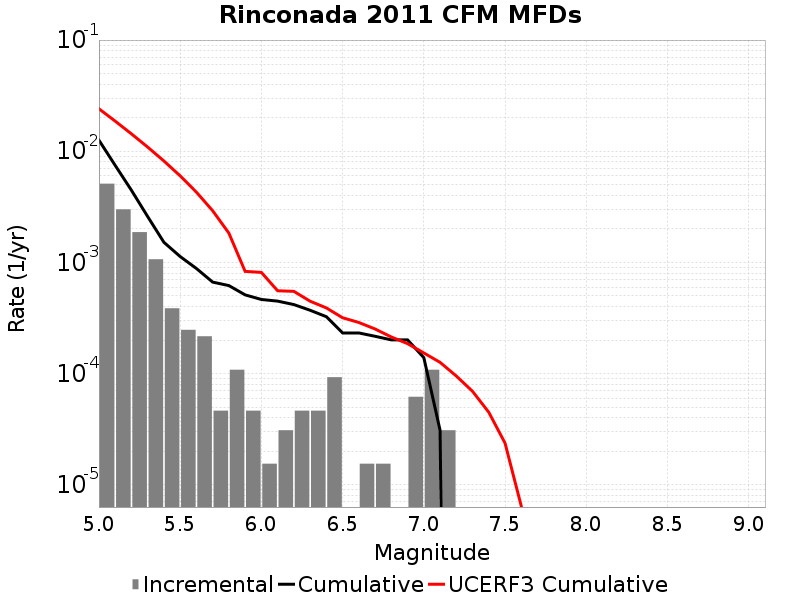 Rinconada 2011 CFM MFDs
10-1
10-2
10-3
10-4
10-5
Rate (1/yr)
5.0 5.5 6.0 6.5 7.0 7.5 8.0 8.5 9.0
Magnitude
Incremental Cumulative UCERF3 Cumulative